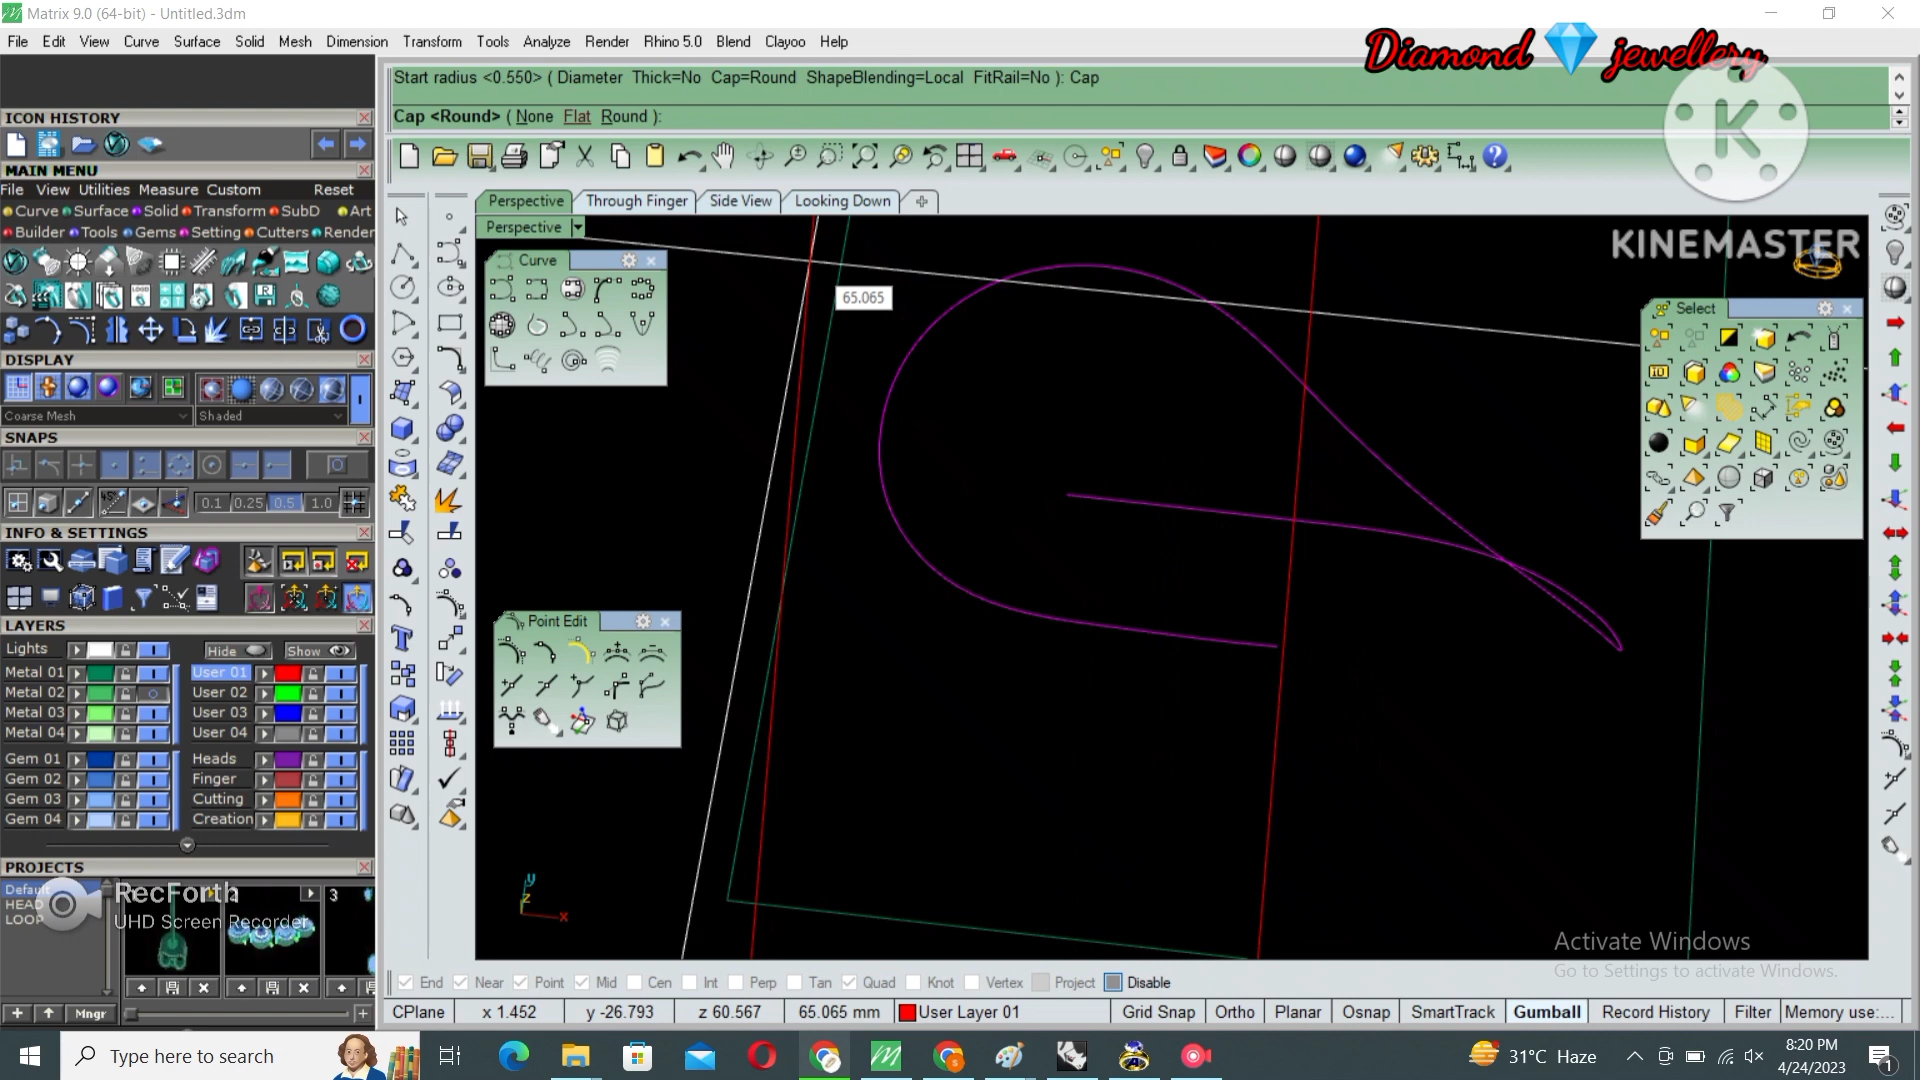 Matrix 9.0 (64-bit) - Untitled.3dm
File Edit View Curve Surface Solid Mesh Dimension Transform Tools Analyze Render Rhino 5.0 Blend Clayoo Help
Diamond jewellery
Start radius <0.550> ( Diameter Thick=No Cap=Round ShapeBlending=Local FitRail=No ): Cap
Cap <Round> ( None Flat Round ):
K
ICON HISTORY
MAIN MENU
File View Utilities Measure Custom Reset
Curve Surface Solid Transform SubD Art
Builder Tools Gems Setting Cutters Render
Perspective Through Finger Side View Looking Down
Perspective
KINEMASTER
Curve
65.065
Select
DISPLAY
Coarse Mesh Shaded
SNAPS
0.1 0.25 0.5 1.0
INFO & SETTINGS
Point Edit
LAYERS
Lights Hide Show
Metal 01 User 01
Metal 02 User 02
Metal 03 User 03
Metal 04 User 04
Gem 01 Heads
Gem 02 Finger
Gem 03 Cutting
Gem 04 Creation
PROJECTS
Default
HEAD
LOOP
3
RecForth
UHD Screen Recorder
Mngr
y
z
x
Activate Windows
Go to Settings to activate Windows.
End Near Point Mid Cen Int Perp Tan Quad Knot Vertex Project Disable
CPlane x 1.452 y -26.793 z 60.567 65.065 mm User Layer 01 Grid Snap Ortho Planar Osnap SmartTrack Gumball Record History Filter Memory use:...
Type here to search
31°C Haze
8:20 PM
4/24/2023
1